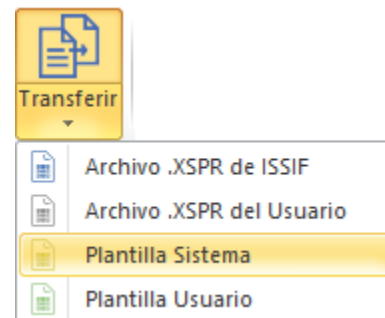 Transferir
Archivo .XSPR de ISSIF
Archivo .XSPR del Usuario
Plantilla Sistema
Plantilla Usuario